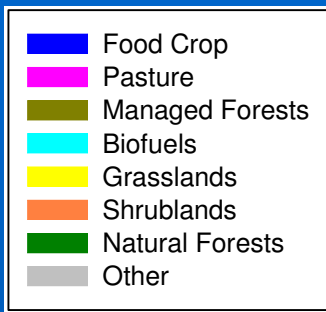 Food Crop
Pasture
Managed Forests
Biofuels
Grasslands
Shrublands
Natural Forests
Other